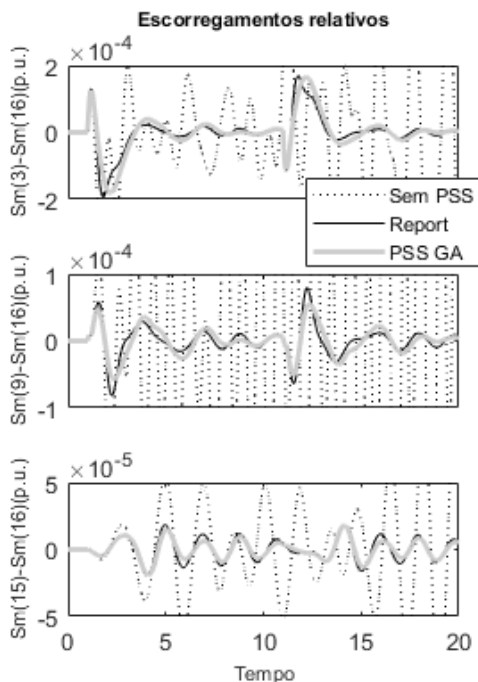 Escorregamentos relativos
×10-4
2
0
-2
Sm(3)-Sm(16)(p.u.)
Sem PSS
Report
PSS GA
×10-4
1
0
-1
Sm(9)-Sm(16)(p.u.)
×10-5
5
0
-5
Sm(15)-Sm(16)(p.u.)
0 5 10 15 20
Tempo